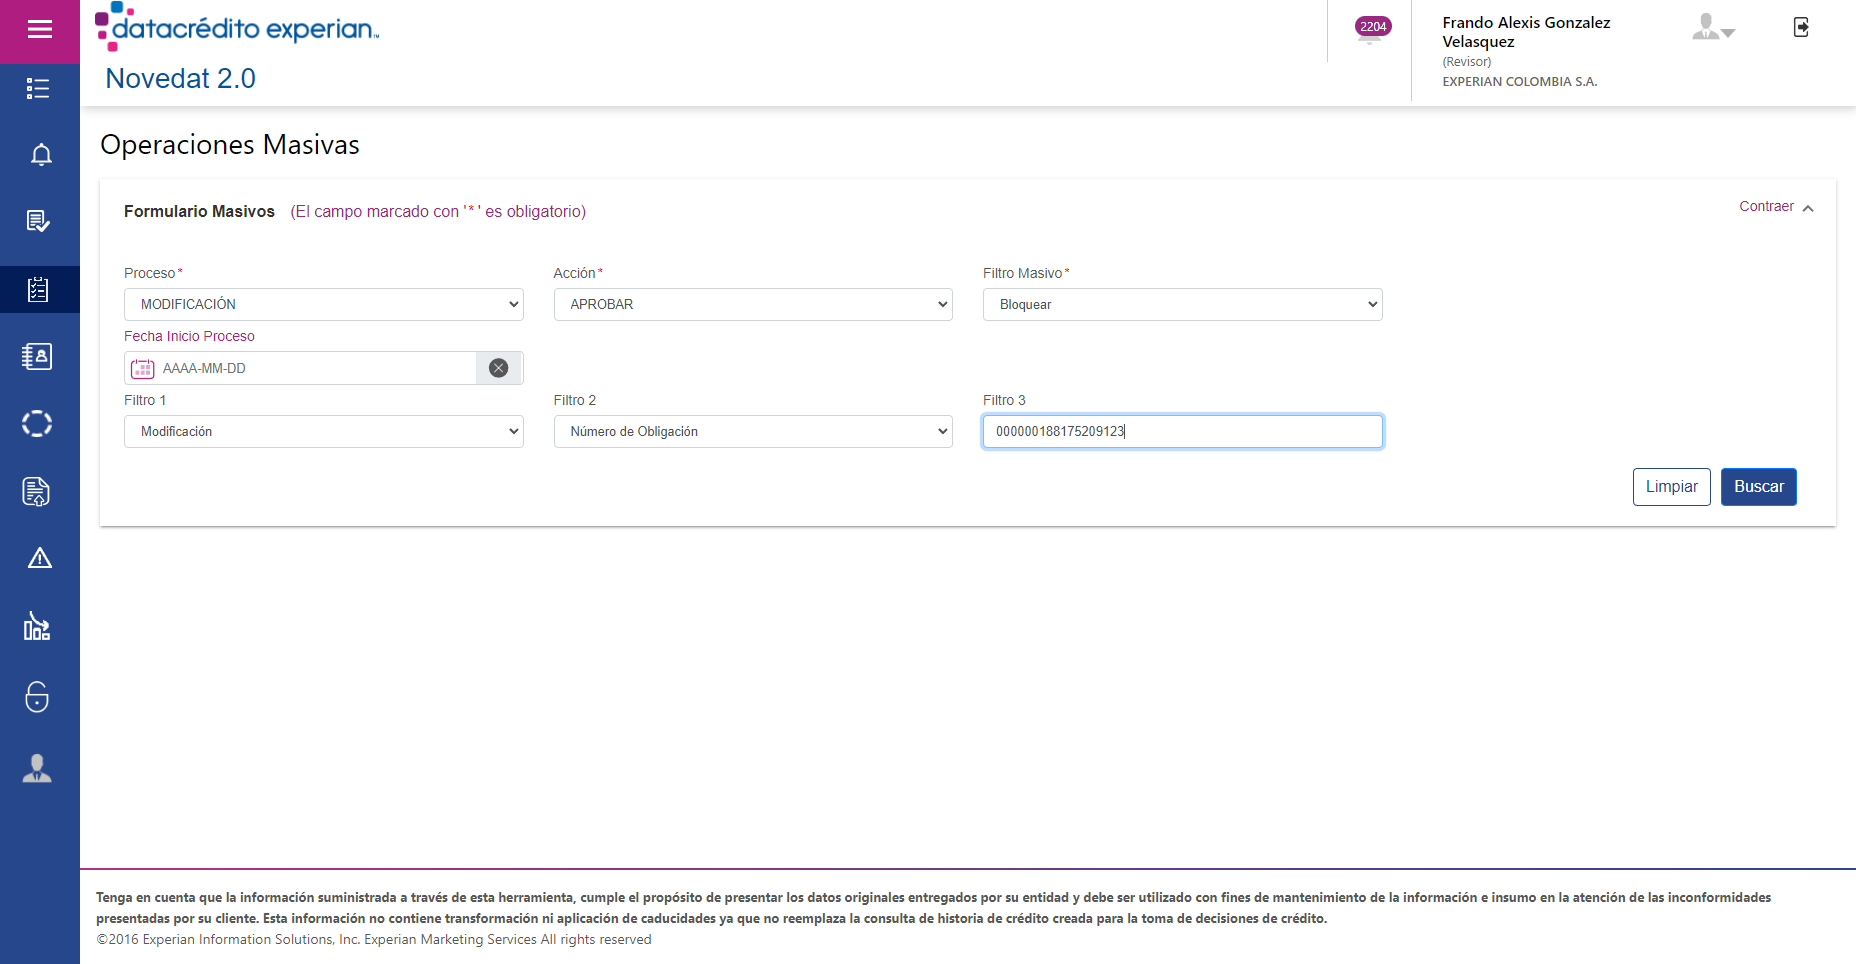 datacrédito experian™
Novedat 2.0
2204
Frando Alexis Gonzalez
Velasquez
(Revisor)
EXPERIAN COLOMBIA S.A.
Operaciones Masivas
Formulario Masivos (El campo marcado con '*' es obligatorio)
Contraer
Proceso* Acción* Filtro Masivo*
MODIFICACIÓN APROBAR Bloquear
Fecha Inicio Proceso
AAAA-MM-DD
Filtro 1 Filtro 2 Filtro 3
Modificación Número de Obligación 000000188175209123
Limpiar Buscar
Tenga en cuenta que la información suministrada a través de esta herramienta, cumple el propósito de presentar los datos originales entregados por su entidad y debe ser utilizado con fines de mantenimiento de la información e insumo en la atención de las inconformidades
presentadas por su cliente. Esta información no contiene transformación ni aplicación de caducidades ya que no reemplaza la consulta de historia de crédito creada para la toma de decisiones de crédito.
©2016 Experian Information Solutions, Inc. Experian Marketing Services All rights reserved